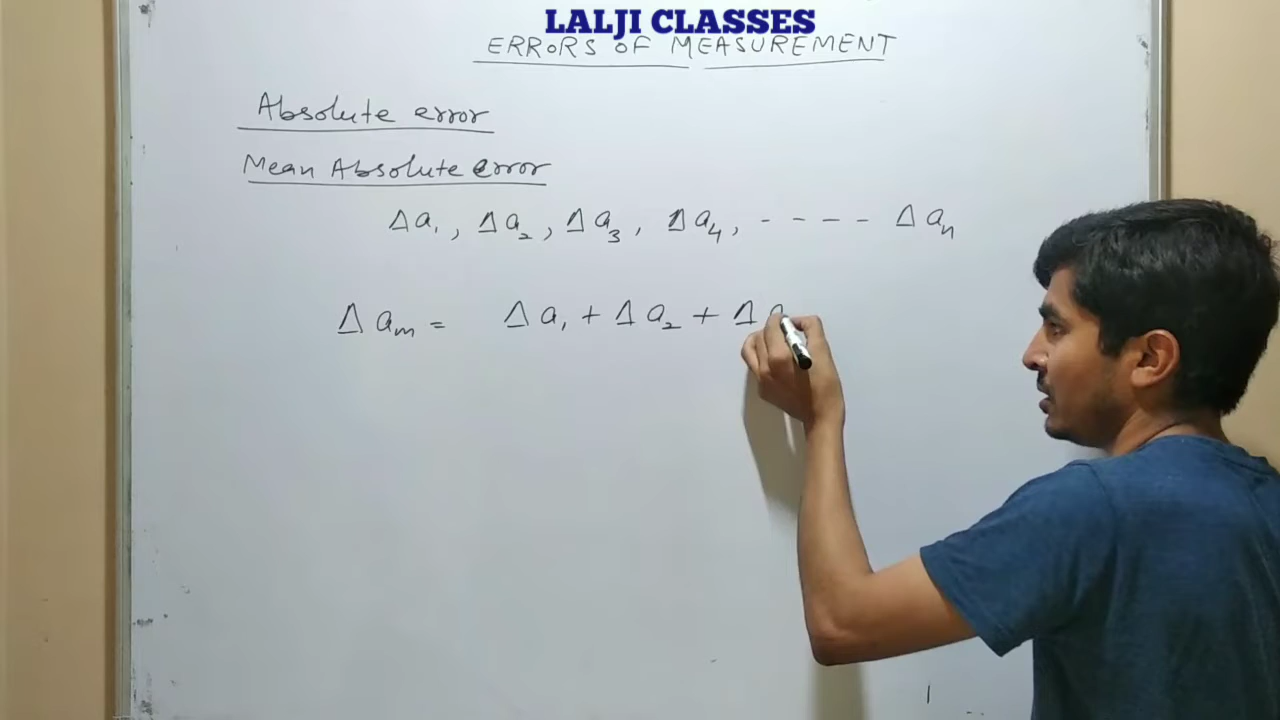 LALJI CLASSES
ERRORS OF MEASUREMENT
Absolute error
Mean Absolute error
Δa₁, Δa₂, Δa₃, Δa₄, ---- Δaₙ
Δaₘ = Δa₁ + Δa₂ + Δa